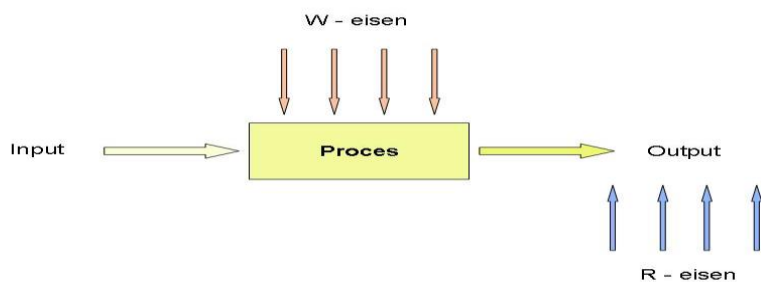 W - eisen
Input
Proces
Output
R - eisen